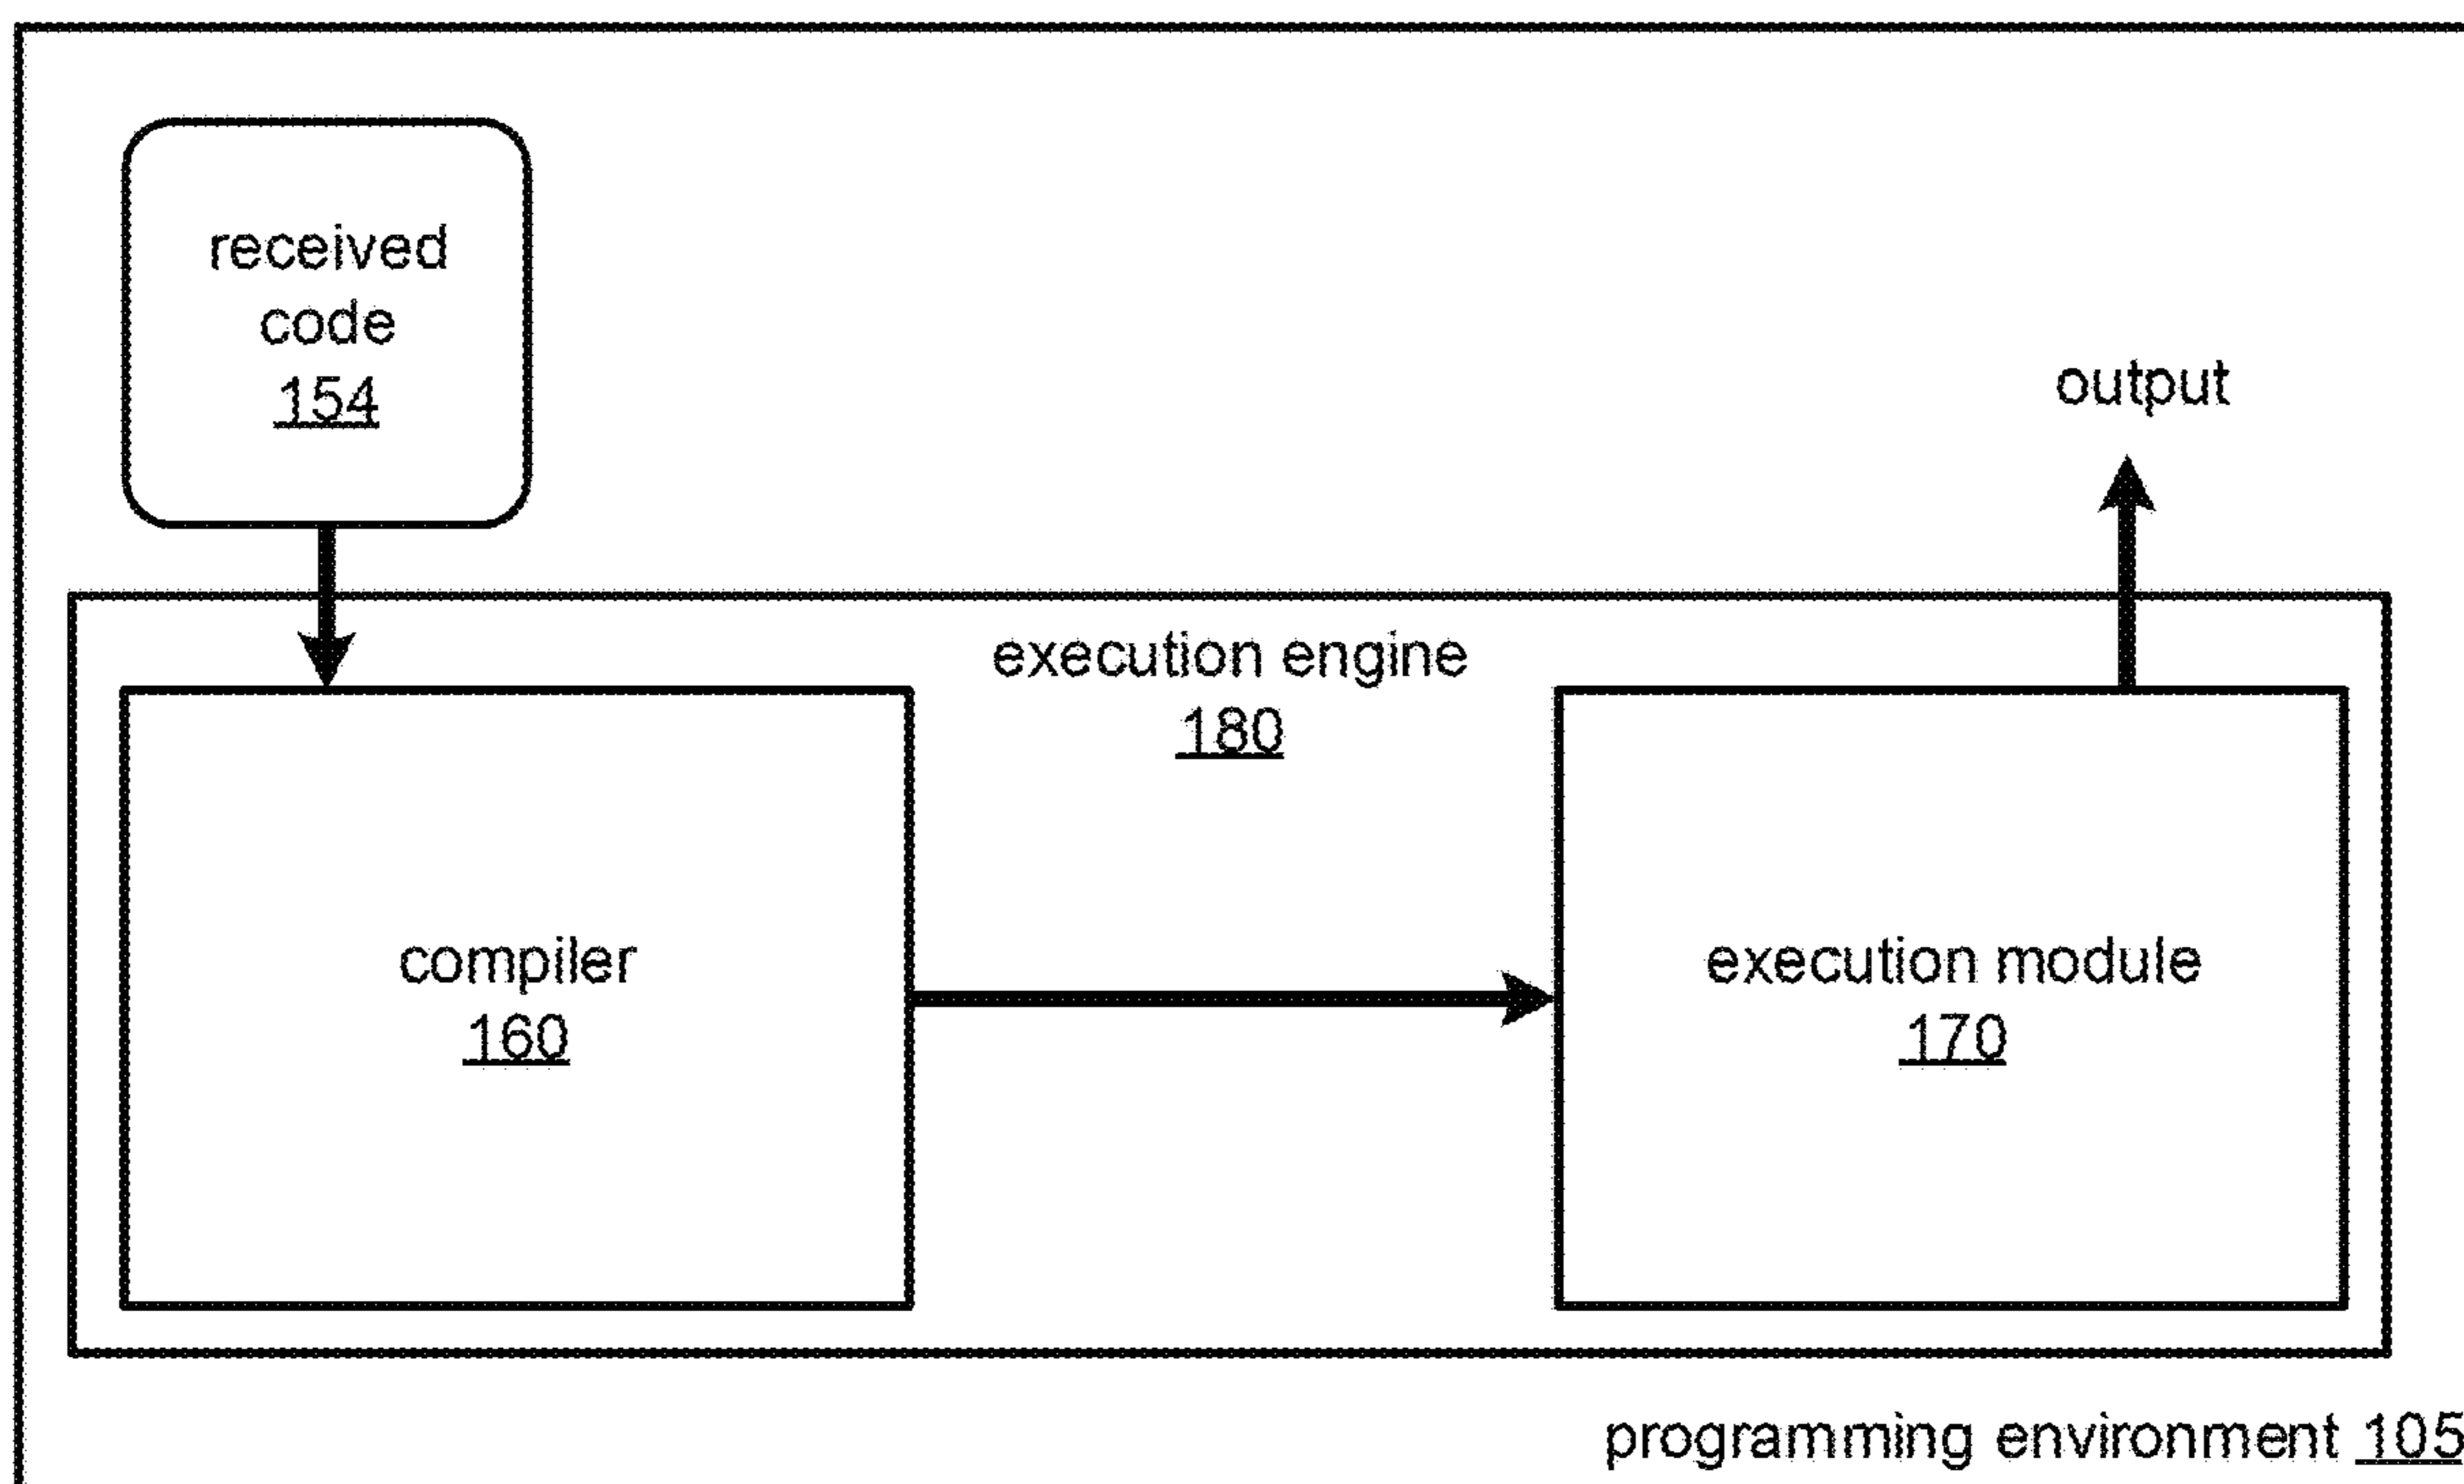 received
code
154
output
execution engine
180
compiler
160
execution module
170
programming environment 105